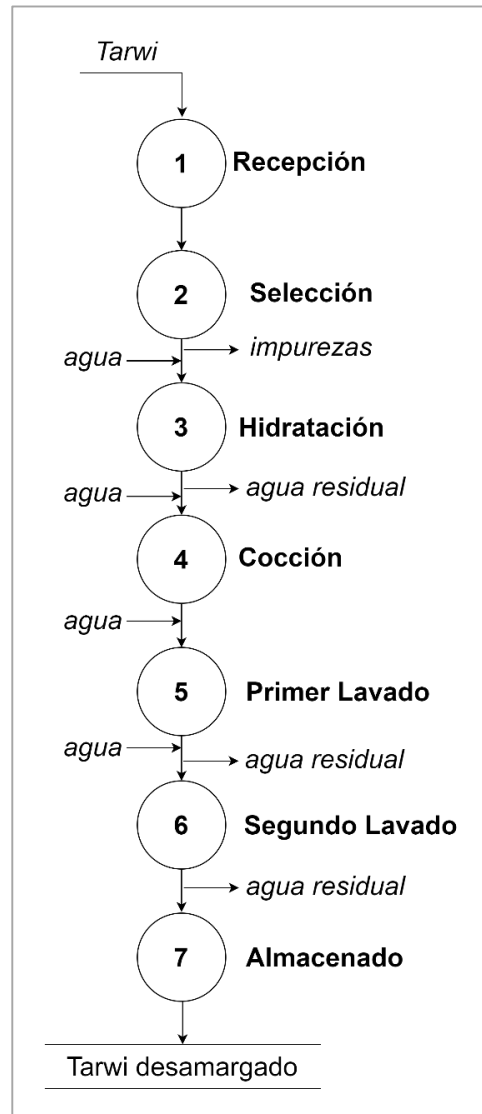 Tarwi
1 Recepción
2 Selección
impurezas
agua
3 Hidratación
agua residual
agua
4 Cocción
agua
5 Primer Lavado
agua
agua residual
6 Segundo Lavado
agua residual
7 Almacenado
Tarwi desamargado